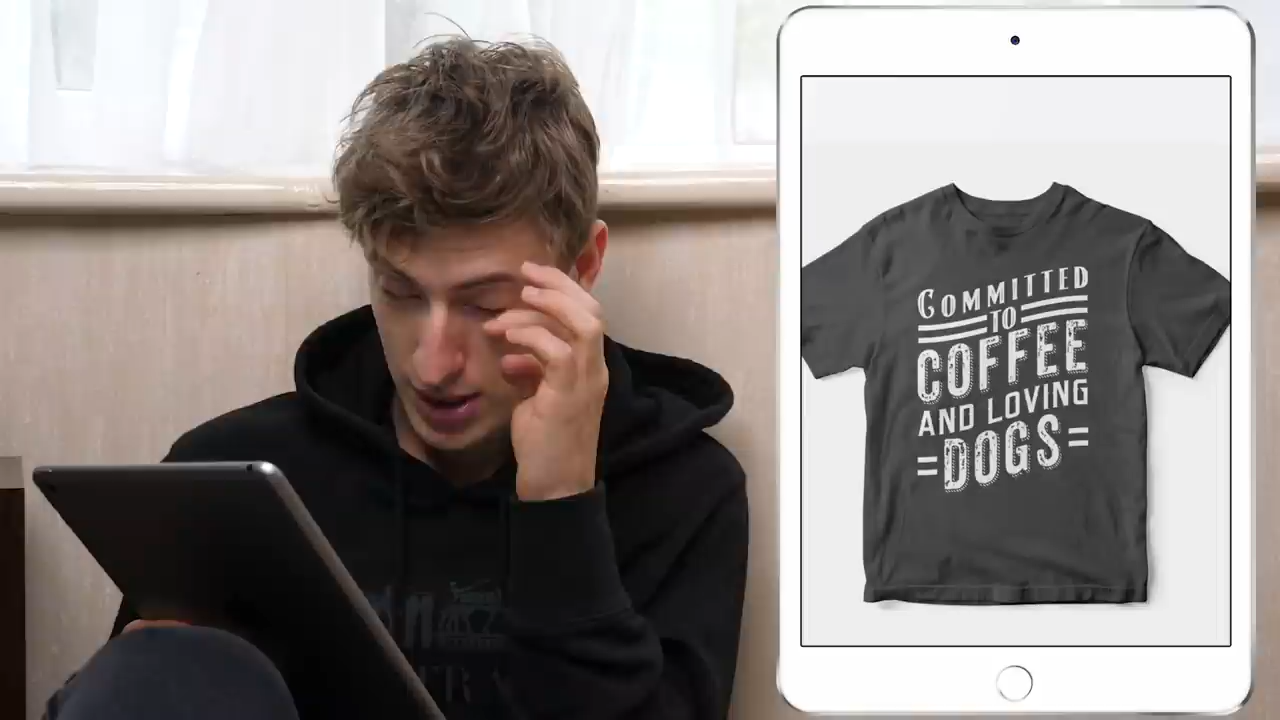 COMMITTED
TO
COFFEE
AND LOVING
=DOGS=